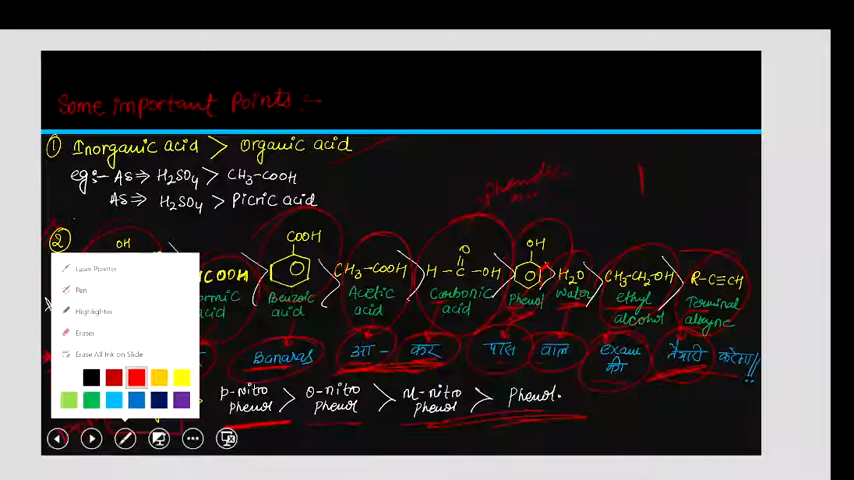 Some important Points :-
① Inorganic acid > Organic acid
eg:- AS ⇒ H₂SO₄ > CH₃-COOH
AS ⇒ H₂SO₄ > Picric acid
②
OH
COOH
OH
COOH > CH₃-COOH > H-C-OH > H₂O > CH₃-CH₂-OH > R-C≡CH
O
Benzoic acid
Acetic acid
Carbonic acid
Phenol
Water
ethyl alcohol
Terminal alkyne
Banaras आ - कर पास वाले exam की तैयारी करेगा!!
p-nitro phenol > o-nitro phenol > m-nitro phenol > Phenol.
Laser Pointer
Pen
Highlighter
Eraser
Erase All Ink on Slide